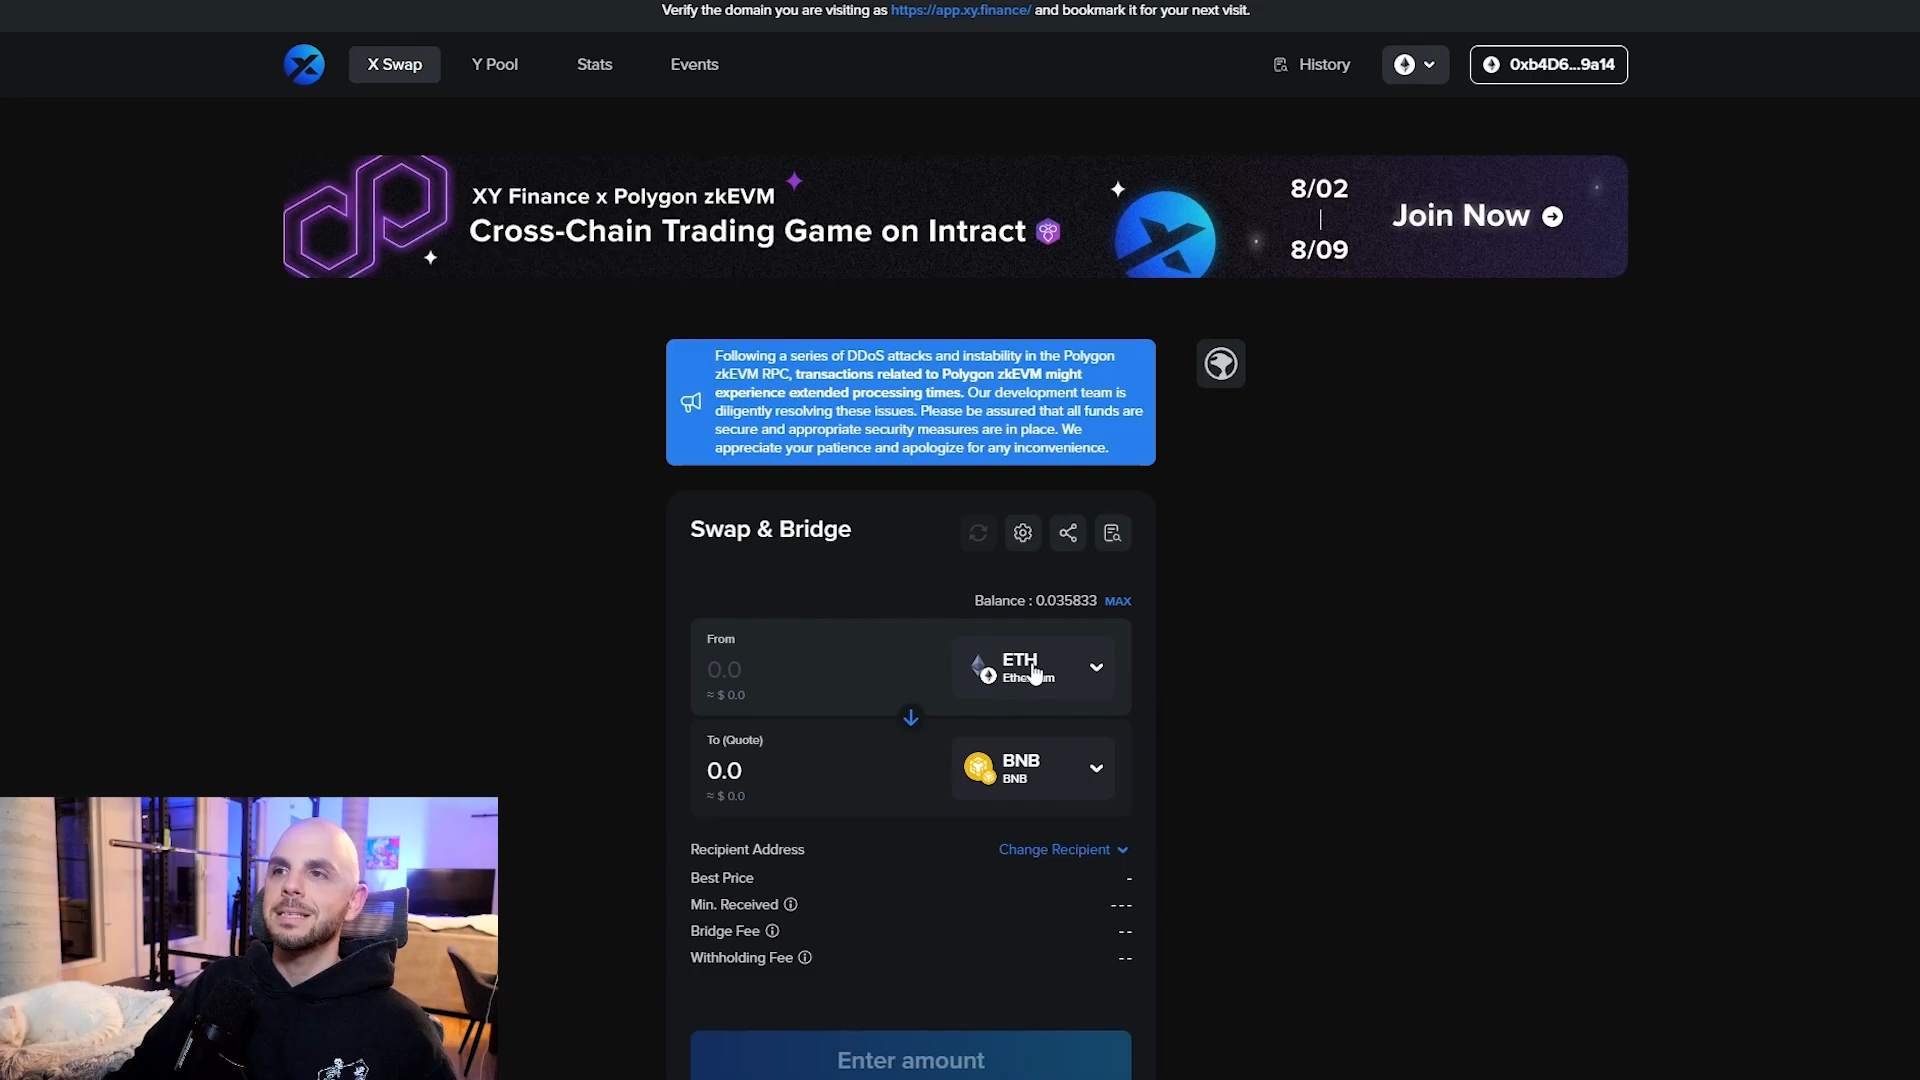 Verify the domain you are visiting as https://app.xy.finance/ and bookmark it for your next visit.
X Swap
Y Pool
Stats
Events
History
0xb4D6...9a14
XY Finance x Polygon zkEVM
Cross-Chain Trading Game on Intract
8/02
8/09
Join Now
Following a series of DDoS attacks and instability in the Polygon
zkEVM RPC, transactions related to Polygon zkEVM might
experience extended processing times. Our development team is
diligently resolving these issues. Please be assured that all funds are
secure and appropriate security measures are in place. We
appreciate your patience and apologize for any inconvenience.
Swap & Bridge
Balance : 0.035833 MAX
From
0.0
≈ $ 0.0
ETH
Ethereum
To (Quote)
0.0
≈ $ 0.0
BNB
BNB
Recipient Address
Change Recipient
Best Price
-
Min. Received
---
Bridge Fee
--
Withholding Fee
--
Enter amount